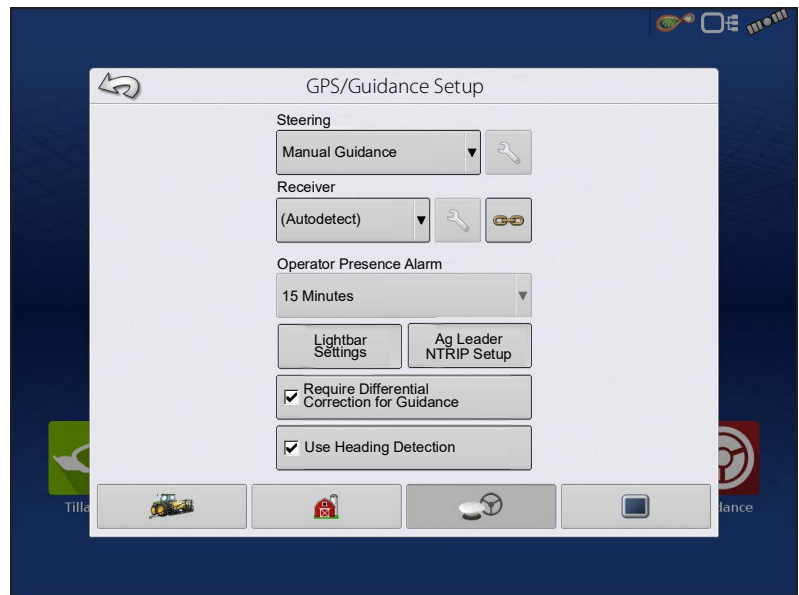 GPS/Guidance Setup
Steering
Manual Guidance
Receiver
(Autodetect)
Operator Presence Alarm
15 Minutes
Lightbar
Settings
Ag Leader
NTRIP Setup
Require Differential
Correction for Guidance
Use Heading Detection
Tilla
dance